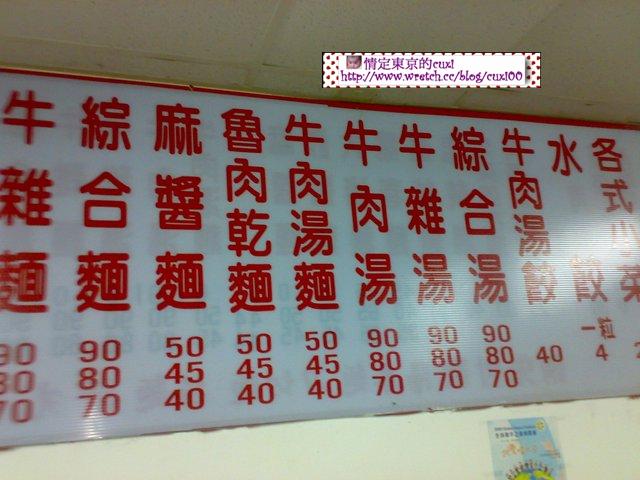 情定東京的cux1
http://www.wretch.cc/blog/cux100
牛雜麵
90
80
70
綜合麵
90
80
70
麻醬麵
50
45
40
魯肉乾麵
50
45
40
牛肉湯麵
50
45
40
牛肉湯
90
80
70
牛雜湯
90
80
70
綜合湯
90
80
70
牛肉湯餃
40
水餃
一粒
4
各式小菜